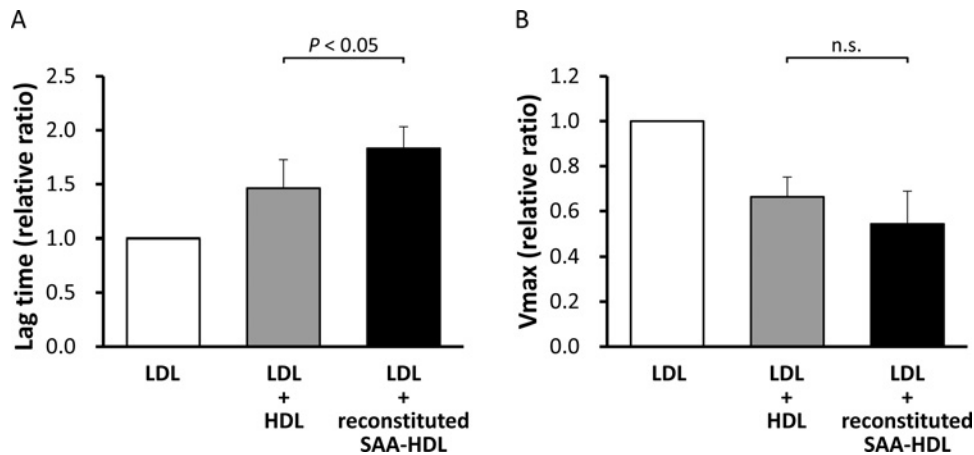 A
P < 0.05
Lag time (relative ratio)
2.5
2.0
1.5
1.0
0.5
0.0
LDL
LDL
+
HDL
LDL
+
reconstituted
SAA-HDL
B
n.s.
Vmax (relative ratio)
1.2
1.0
0.8
0.6
0.4
0.2
0.0
LDL
LDL
+
HDL
LDL
+
reconstituted
SAA-HDL